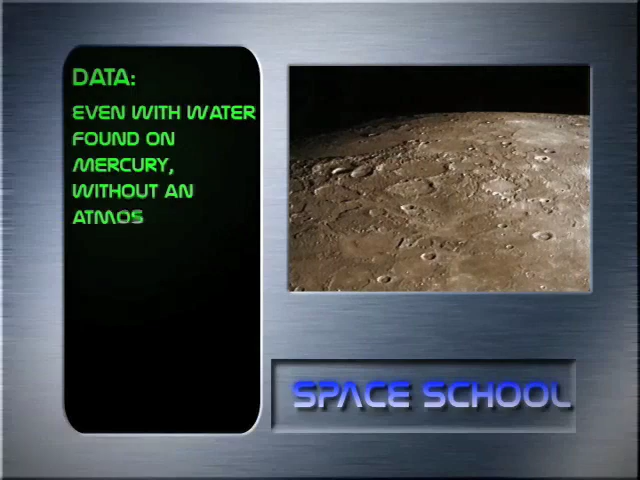 DATA:
EVEN WITH WATER
FOUND ON
MERCURY,
WITHOUT AN
ATMOS
SPACE SCHOOL